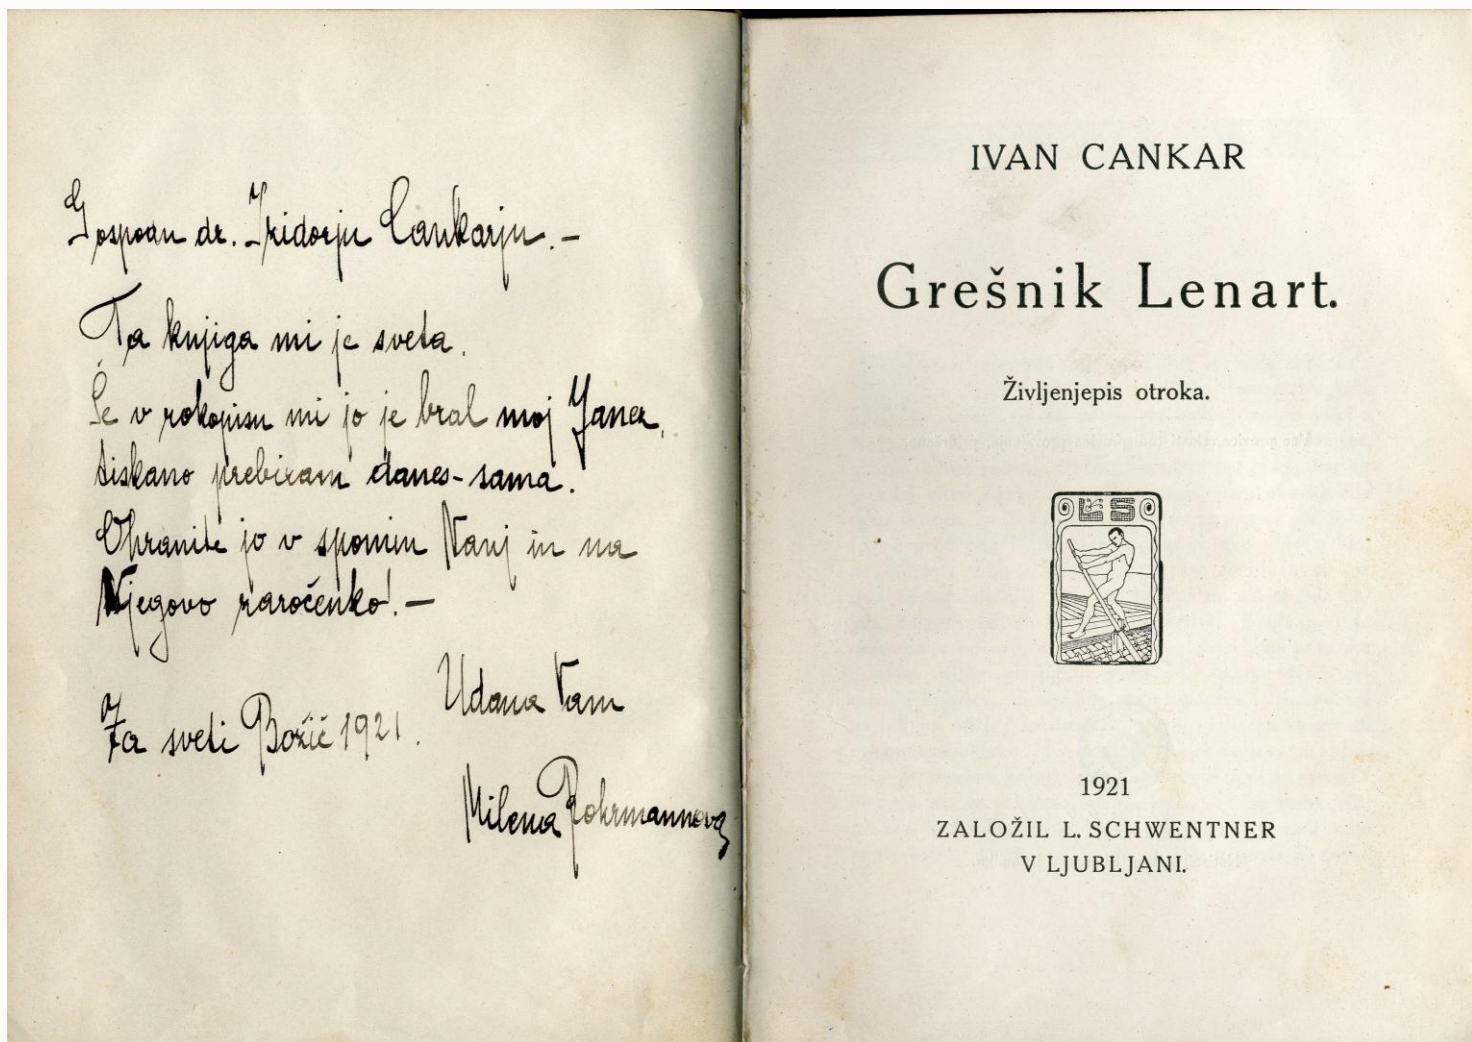 Gospodu dr. Izidorju Cankarju. –
Ta knjiga mi je sveta.
Še v rokopisu mi jo je bral moj Janez,
tiskano prebiram danes – sama.
Ohranite jo v spomin Nanj in na
Njegovo zaročenko! –
Udana Vam
Za sveti Božič 1921.
Milena Rohrmannova
IVAN CANKAR
Grešnik Lenart.
Življenjepis otroka.
L S
1921
ZALOŽIL L. SCHWENTNER
V LJUBLJANI.